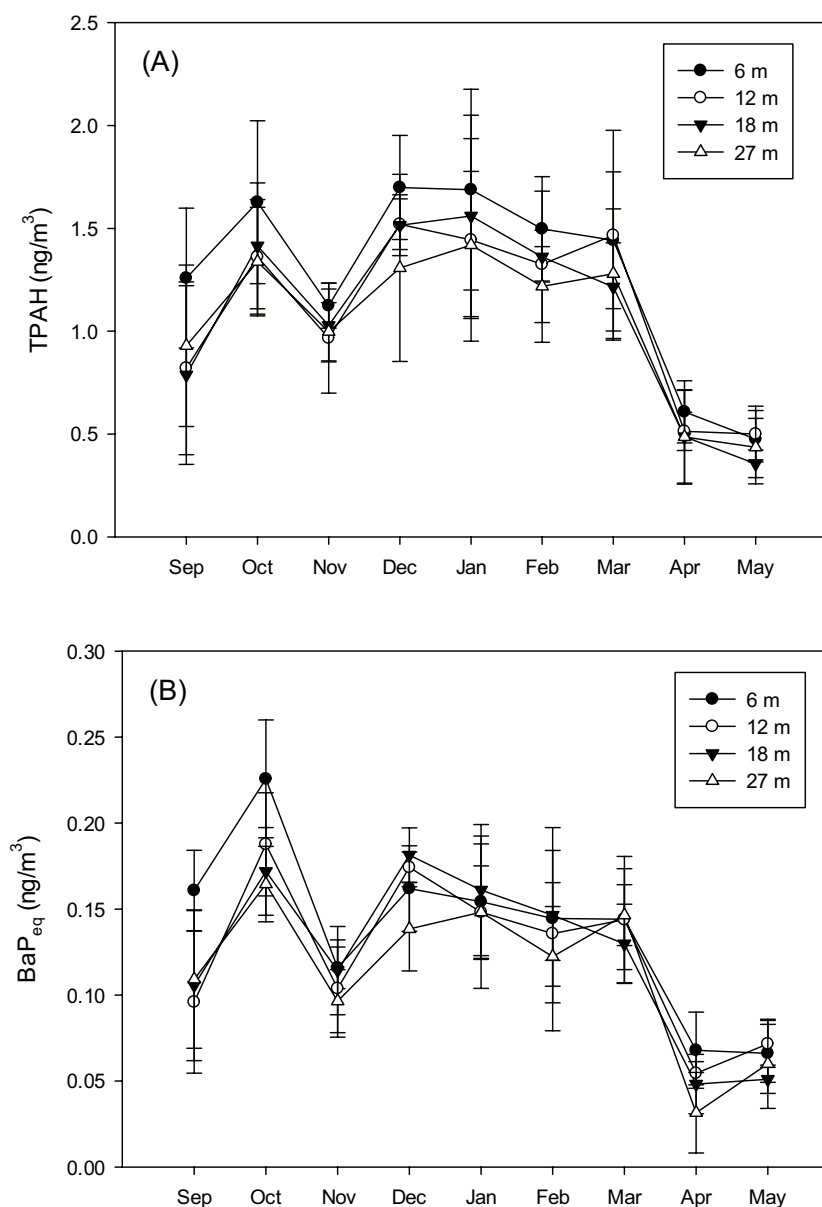 (A)
TPAH (ng/m³)
2.5
2.0
1.5
1.0
0.5
0.0
6 m
12 m
18 m
27 m
Sep Oct Nov Dec Jan Feb Mar Apr May
(B)
BaPeq (ng/m³)
0.30
0.25
0.20
0.15
0.10
0.05
0.00
6 m
12 m
18 m
27 m
Sep Oct Nov Dec Jan Feb Mar Apr May